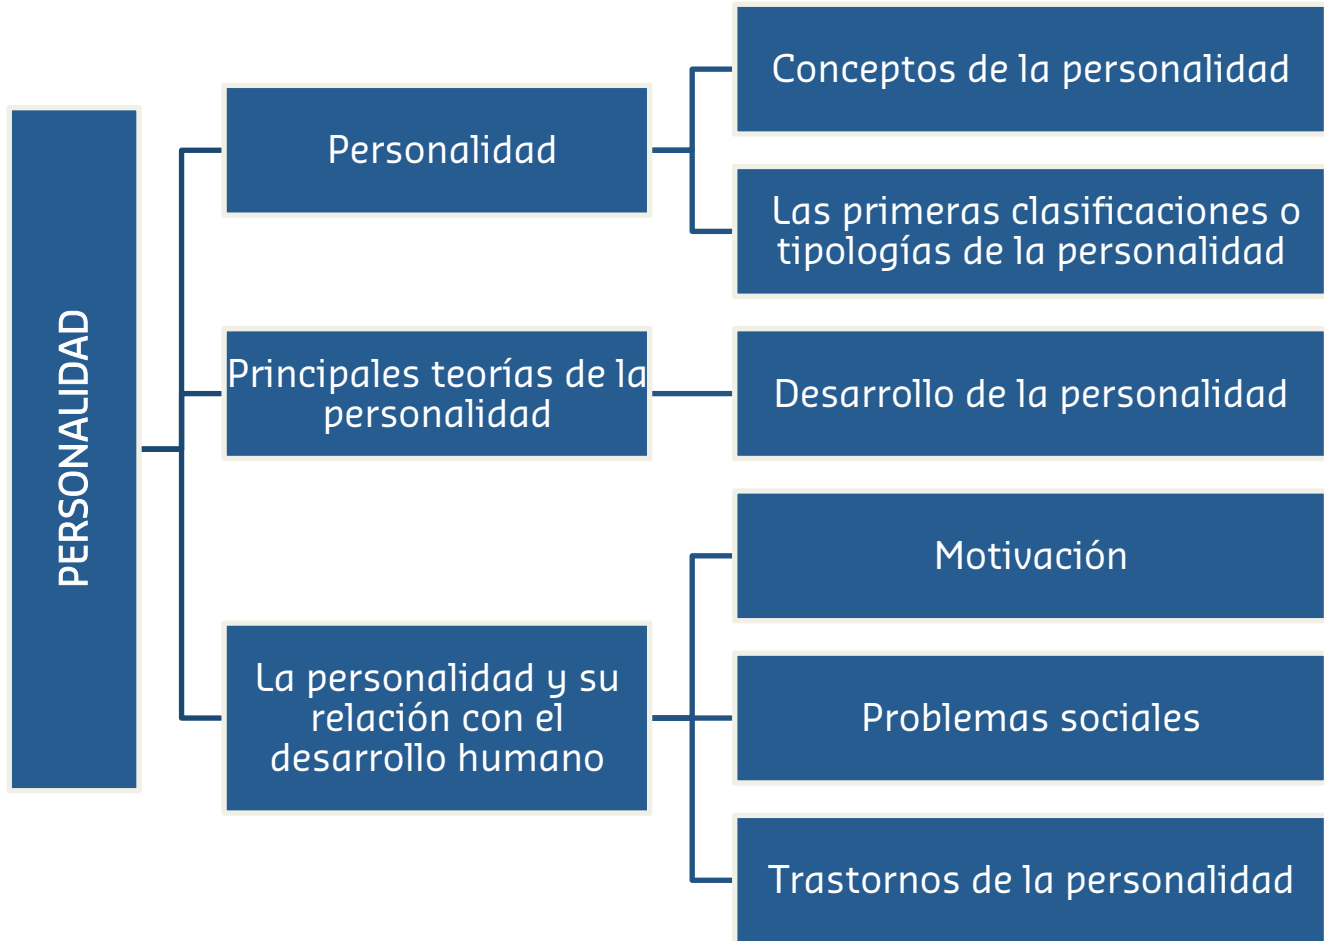 PERSONALIDAD
Personalidad
Conceptos de la personalidad
Las primeras clasificaciones o
tipologías de la personalidad
Principales teorías de la
personalidad
Desarrollo de la personalidad
La personalidad y su
relación con el
desarrollo humano
Motivación
Problemas sociales
Trastornos de la personalidad